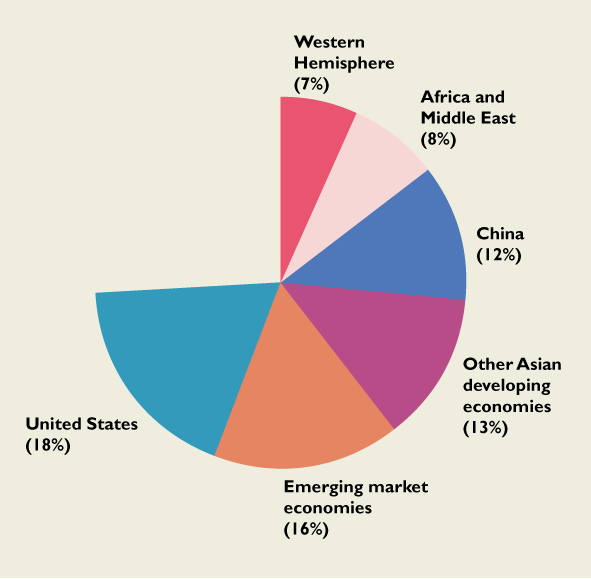 Western
Hemisphere
(7%)
Africa and
Middle East
(8%)
China
(12%)
Other Asian
developing
economies
(13%)
Emerging market
economies
(16%)
United States
(18%)